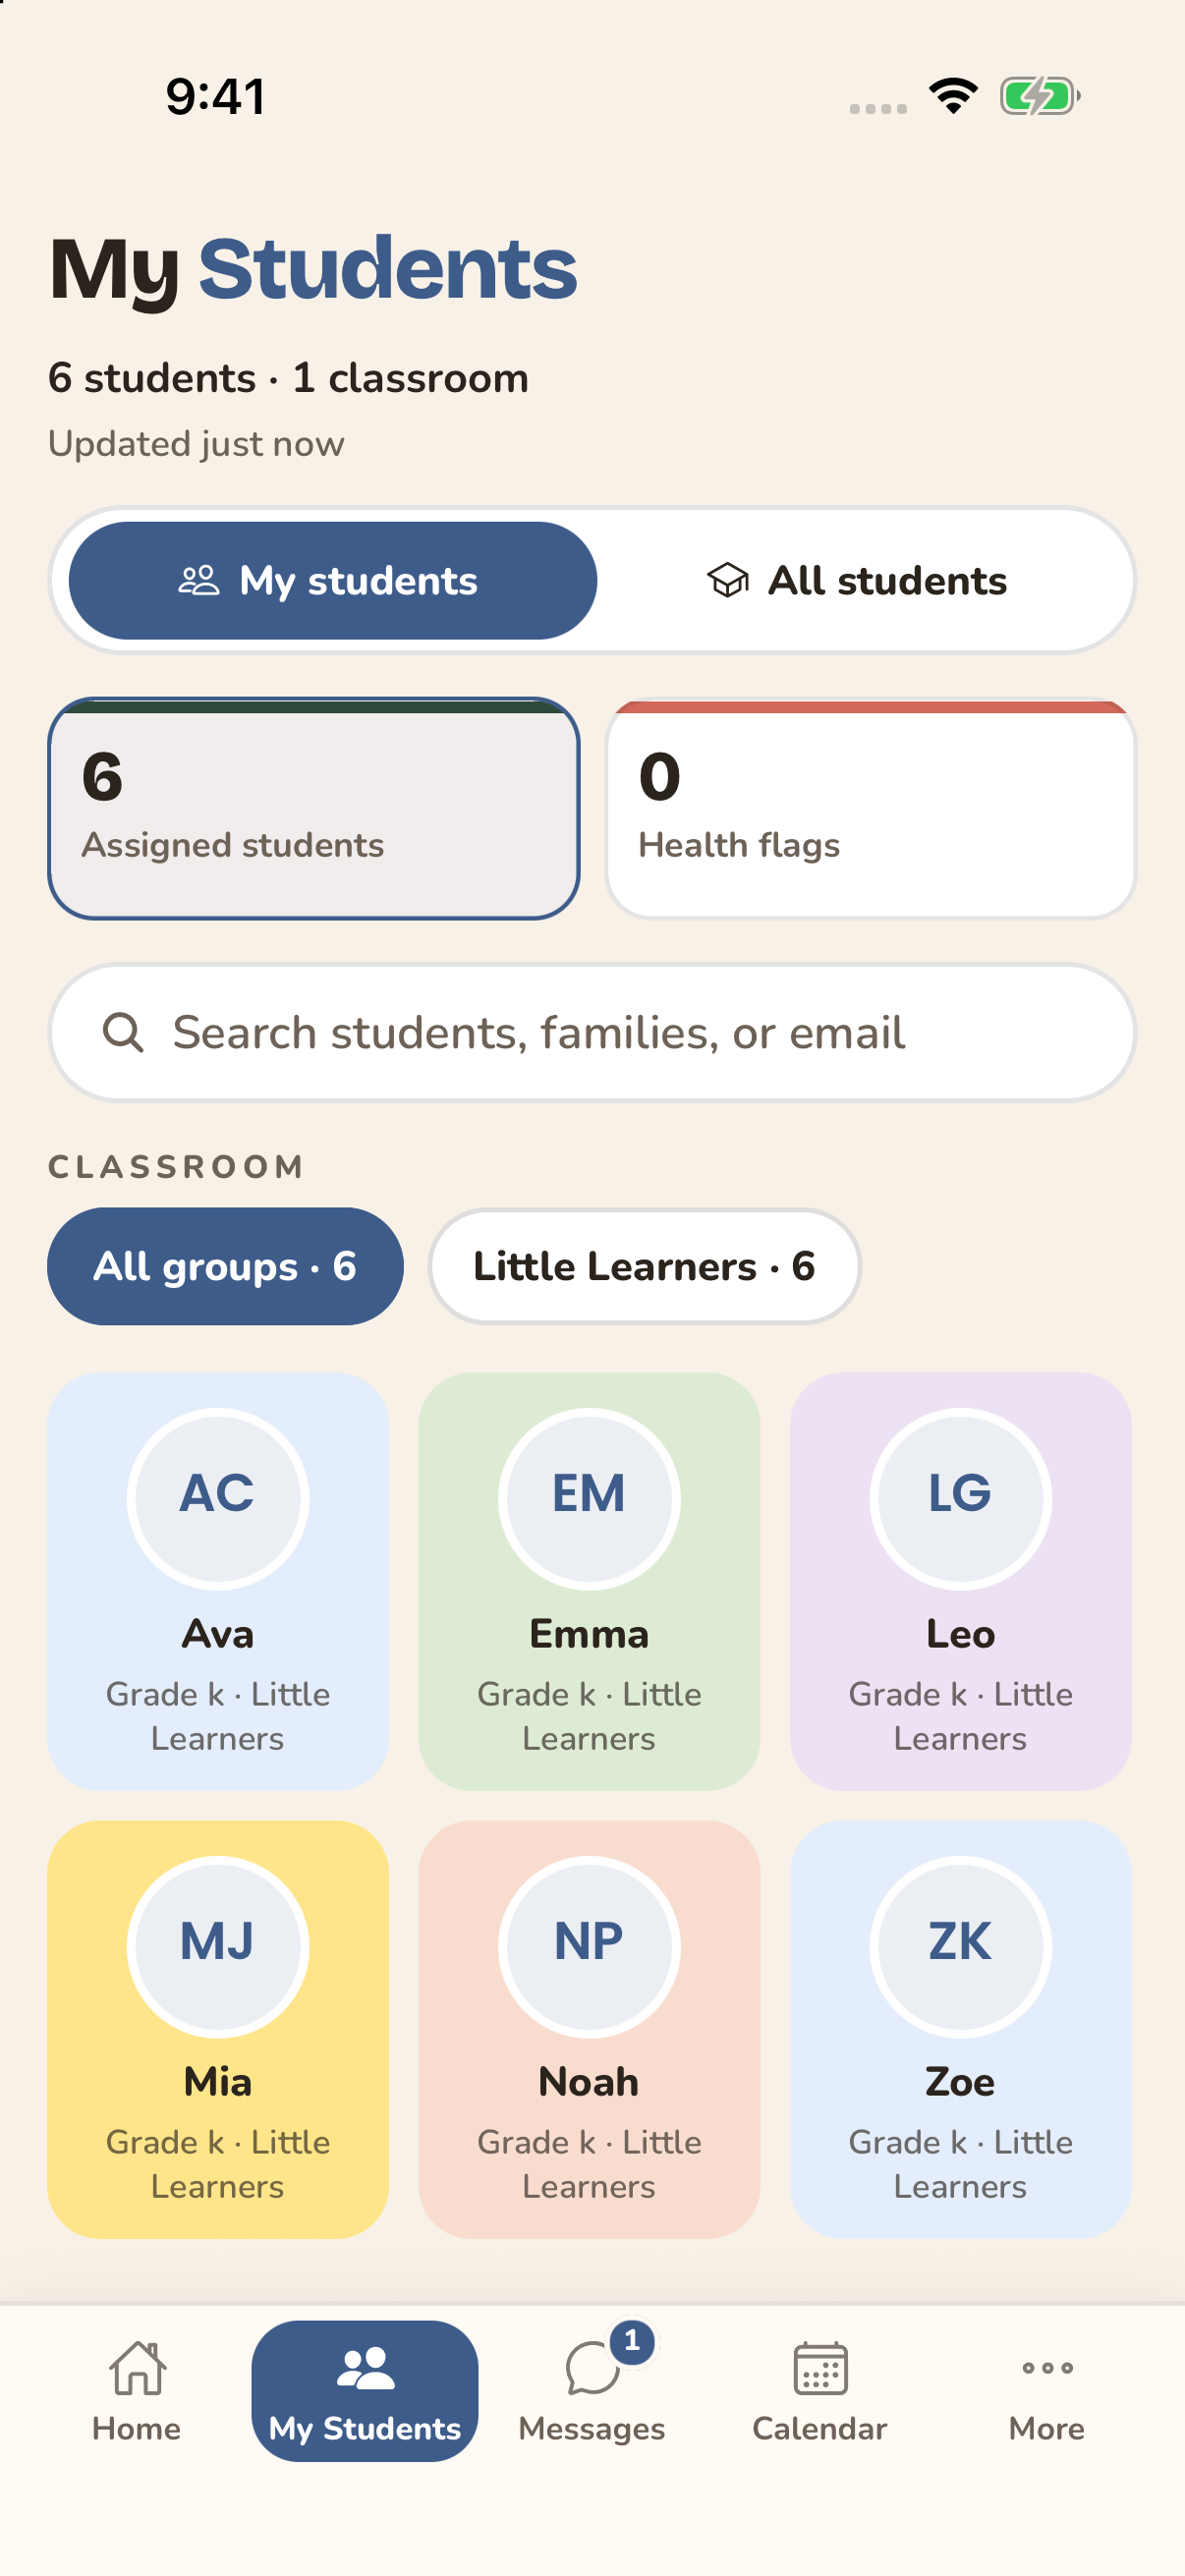 9:41
My Students
6 students · 1 classroom
Updated just now
My students
All students
6
Assigned students
0
Health flags
Search students, families, or email
CLASSROOM
All groups · 6
Little Learners · 6
AC
Ava
Grade k · Little
Learners
EM
Emma
Grade k · Little
Learners
LG
Leo
Grade k · Little
Learners
MJ
Mia
Grade k · Little
Learners
NP
Noah
Grade k · Little
Learners
ZK
Zoe
Grade k · Little
Learners
Home
My Students
1
Messages
Calendar
More